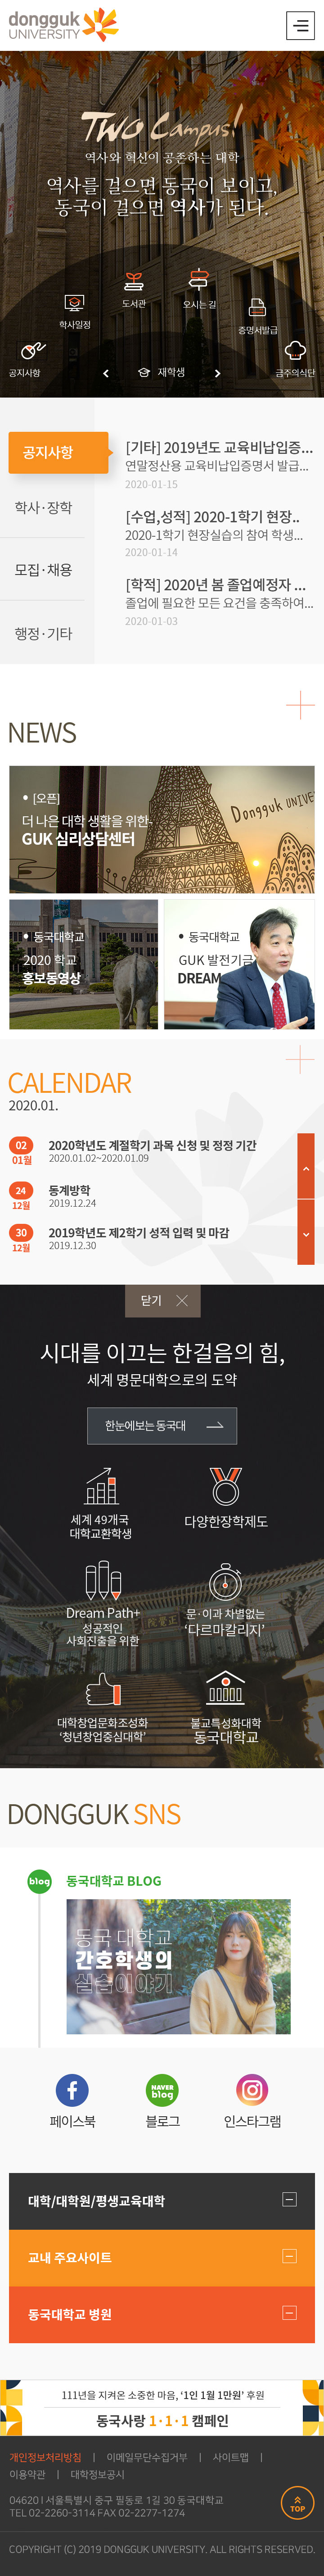 dongguk
UNIVERSITY
Two Campus!
역사와 혁신이 공존하는 대학
역사를 걸으면 동국이 보이고,
동국이 걸으면 역사가 된다.
도서관
오시는 길
학사일정
증명서발급
공지사항
재학생
금주의식단
공지사항
학사·장학
모집·채용
행정·기타
[기타] 2019년도 교육비납입증...
연말정산용 교육비납입증명서 발급...
2020-01-15
[수업,성적] 2020-1학기 현장..
2020-1학기 현장실습의 참여 학생...
2020-01-14
[학적] 2020년 봄 졸업예정자 ...
졸업에 필요한 모든 요건을 충족하여...
2020-01-03
NEWS
[오픈]
더 나은 대학 생활을 위한-
GUK 심리상담센터
Dongguk UNIV
동국대학교
2020 학교
홍보동영상
동국대학교
GUK 발전기금
DREAM
CALENDAR
2020.01.
02
01월
2020학년도 계절학기 과목 신청 및 정정 기간
2020.01.02~2020.01.09
24
12월
동계방학
2019.12.24
30
12월
2019학년도 제2학기 성적 입력 및 마감
2019.12.30
닫기
시대를 이끄는 한걸음의 힘,
세계 명문대학으로의 도약
한눈에보는 동국대
세계 49개국
대학교환학생
다양한장학제도
Dream Path+
성공적인
사회진출을 위한
문·이과 차별없는
‘다르마칼리지’
대학창업문화조성화
‘청년창업중심대학’
불교특성화대학
동국대학교
DONGGUK SNS
blog
동국대학교 BLOG
동국 대학교
간호학생의
실습이야기
NAVER
blog
페이스북
블로그
인스타그램
대학/대학원/평생교육대학
교내 주요사이트
동국대학교 병원
111년을 지켜온 소중한 마음, ‘1인 1월 1만원’ 후원
동국사랑 1·1·1 캠페인
개인정보처리방침 | 이메일무단수집거부 | 사이트맵 |
이용약관 | 대학정보공시
04620 I 서울특별시 중구 필동로 1길 30 동국대학교
TEL 02-2260-3114 FAX 02-2277-1274
TOP
COPYRIGHT (C) 2019 DONGGUK UNIVERSITY. ALL RIGHTS RESERVED.